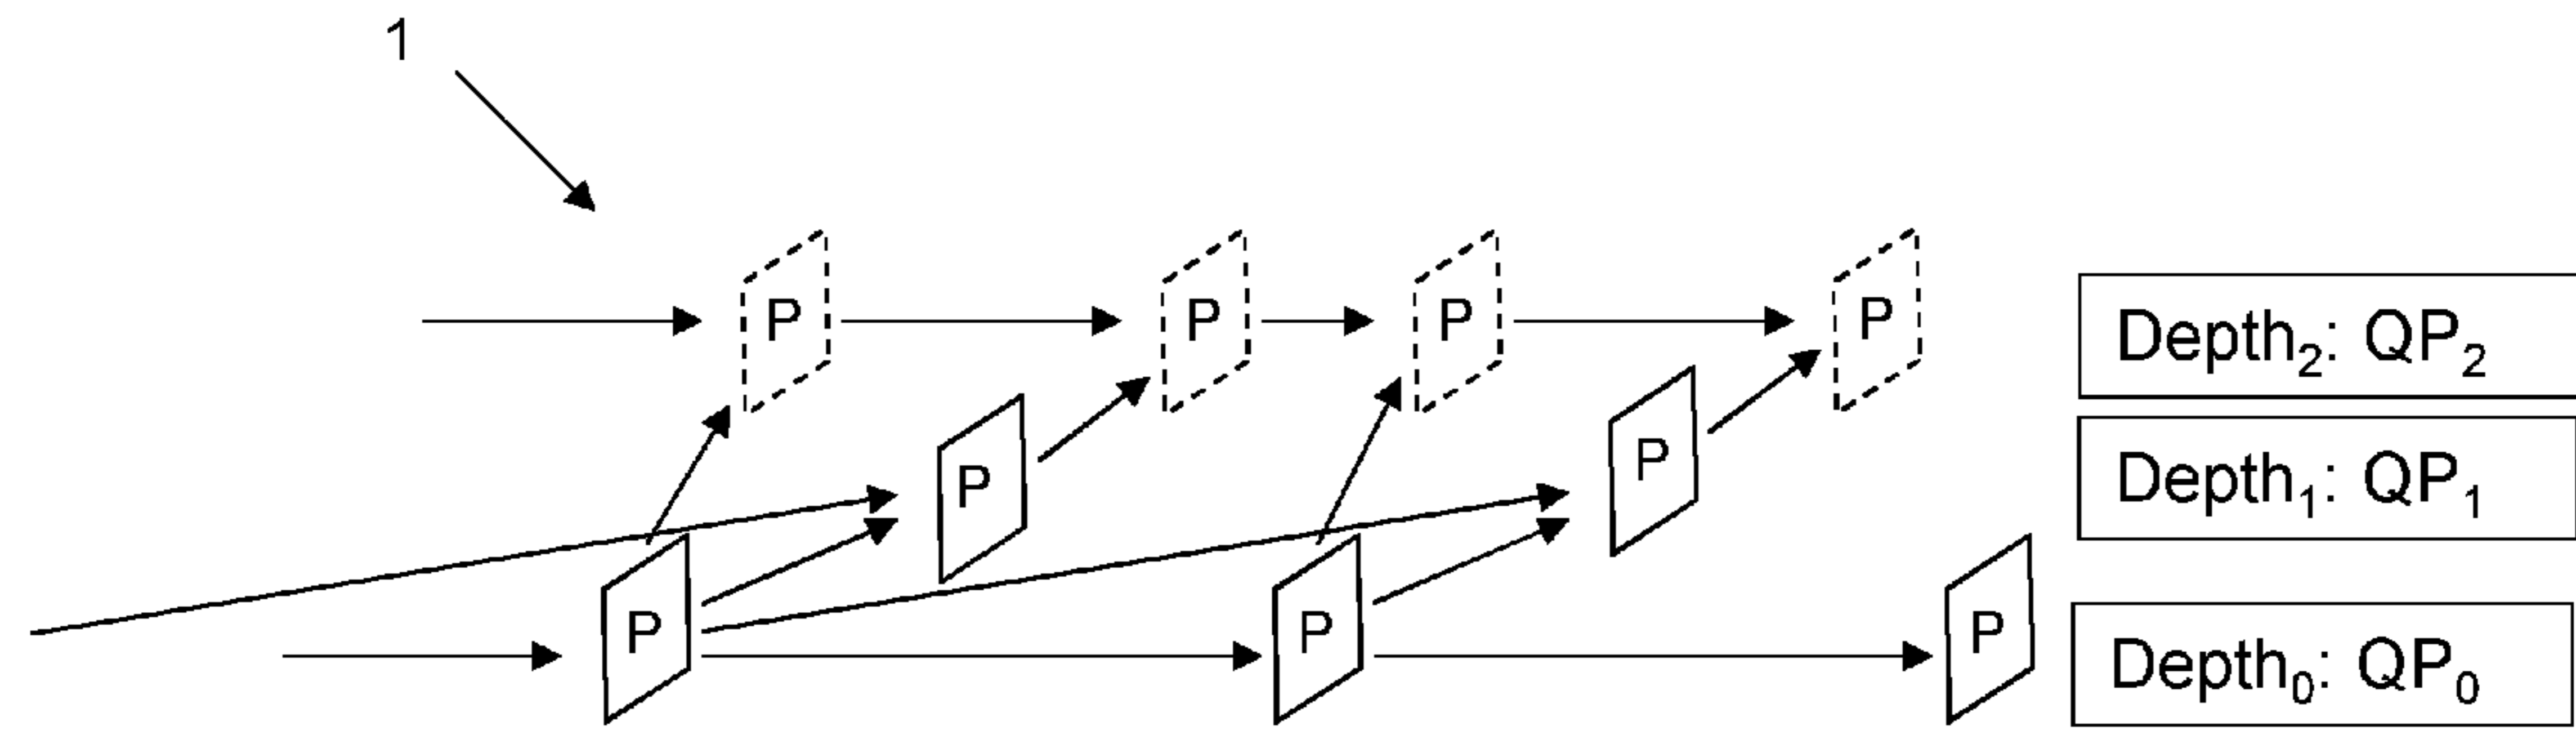 1
P P P P
Depth₂: QP₂
P P
Depth₁: QP₁
P P P
Depth₀: QP₀